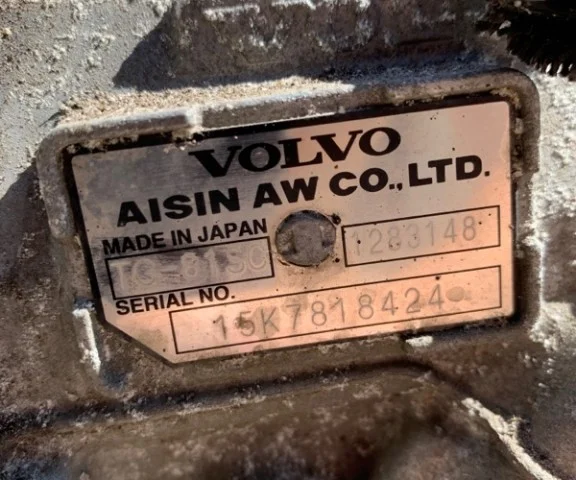 VOLVO
AISIN AW CO., LTD.
MADE IN JAPAN
TG-81SC 1283148
SERIAL NO.
15K7818424